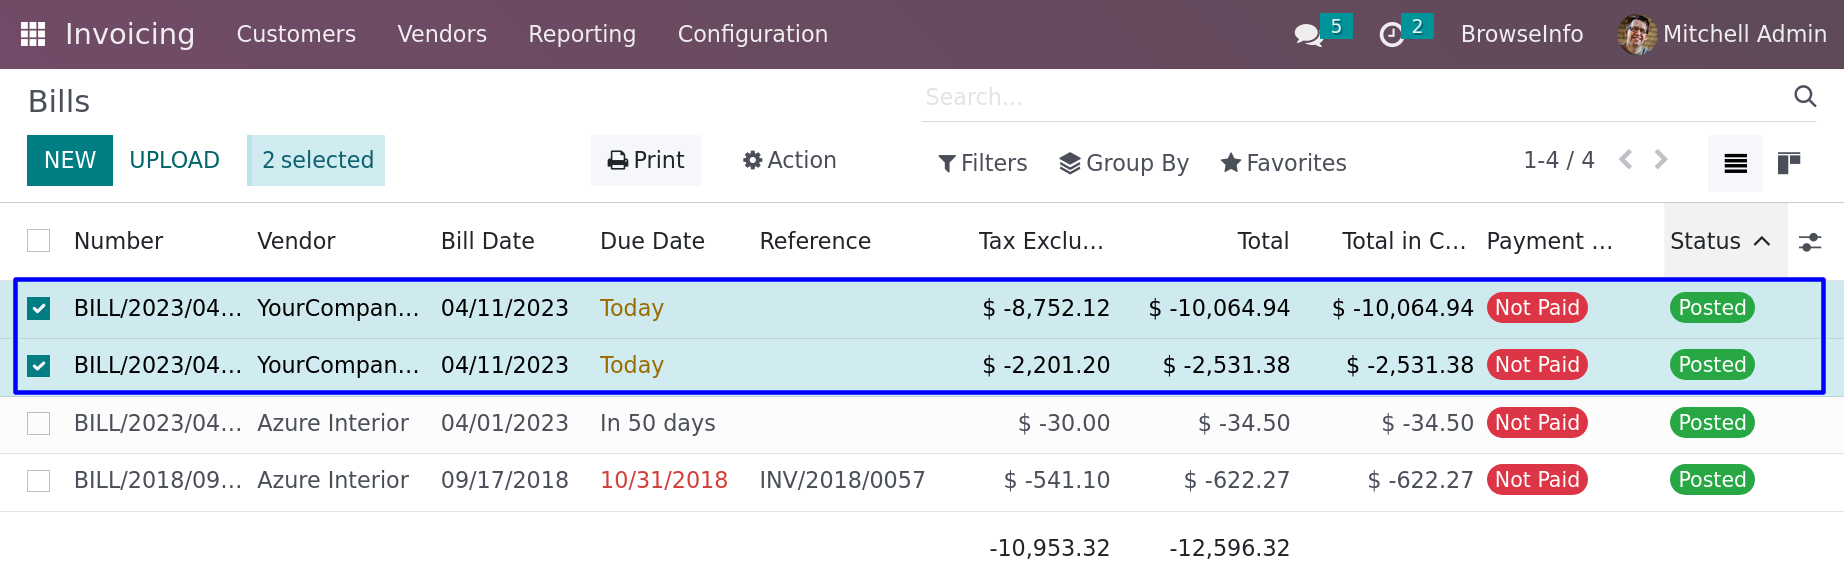 Invoicing Customers Vendors Reporting Configuration 5 2 BrowseInfo Mitchell Admin
Bills Search...
NEW UPLOAD 2 selected Print Action Filters Group By Favorites 1-4 / 4
Number Vendor Bill Date Due Date Reference Tax Exclu... Total Total in C... Payment ... Status
BILL/2023/04... YourCompan... 04/11/2023 Today $ -8,752.12 $ -10,064.94 $ -10,064.94 Not Paid Posted
BILL/2023/04... YourCompan... 04/11/2023 Today $ -2,201.20 $ -2,531.38 $ -2,531.38 Not Paid Posted
BILL/2023/04... Azure Interior 04/01/2023 In 50 days $ -30.00 $ -34.50 $ -34.50 Not Paid Posted
BILL/2018/09... Azure Interior 09/17/2018 10/31/2018 INV/2018/0057 $ -541.10 $ -622.27 $ -622.27 Not Paid Posted
-10,953.32 -12,596.32